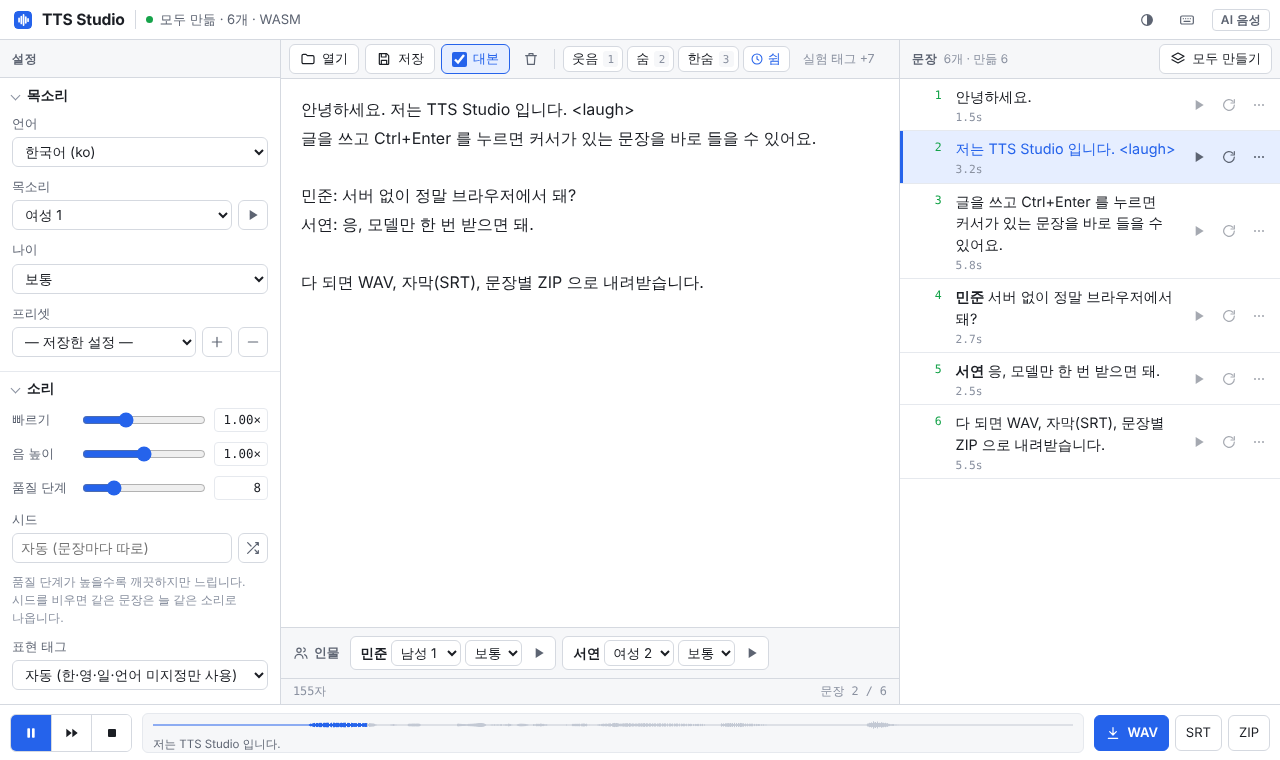 TTS Studio
모두 만듦 · 6개 · WASM
AI 음성
설정
목소리
언어
한국어 (ko)
목소리
여성 1
나이
보통
프리셋
— 저장한 설정 —
소리
빠르기 1.00×
음 높이 1.00×
품질 단계 8
시드
자동 (문장마다 따로)
품질 단계가 높을수록 깨끗하지만 느립니다.
시드를 비우면 같은 문장은 늘 같은 소리로
나옵니다.
표현 태그
자동 (한·영·일·언어 미지정만 사용)
열기 저장 대본 웃음 1 숨 2 한숨 3 쉼 실험 태그 +7
안녕하세요. 저는 TTS Studio 입니다. <laugh>
글을 쓰고 Ctrl+Enter 를 누르면 커서가 있는 문장을 바로 들을 수 있어요.
민준: 서버 없이 정말 브라우저에서 돼?
서연: 응, 모델만 한 번 받으면 돼.
다 되면 WAV, 자막(SRT), 문장별 ZIP 으로 내려받습니다.
인물 민준 남성 1 보통 서연 여성 2 보통
155자 문장 2 / 6
문장 6개 · 만듦 6 모두 만들기
1 안녕하세요.
1.5s
2 저는 TTS Studio 입니다. <laugh>
3.2s
3 글을 쓰고 Ctrl+Enter 를 누르면
커서가 있는 문장을 바로 들을 수
있어요.
5.8s
4 민준 서버 없이 정말 브라우저에서
돼?
2.7s
5 서연 응, 모델만 한 번 받으면 돼.
2.5s
6 다 되면 WAV, 자막(SRT), 문장별
ZIP 으로 내려받습니다.
5.5s
저는 TTS Studio 입니다.
WAV SRT ZIP